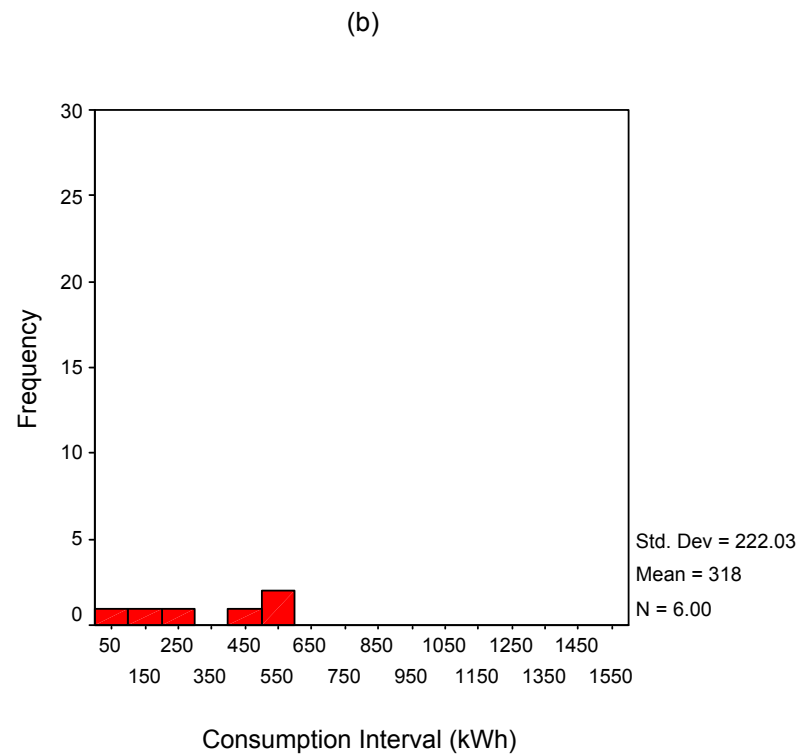 (b)
30
25
20
15
10
5
0
Frequency
Std. Dev = 222.03
Mean = 318
N = 6.00
50 250 450 650 850 1050 1250 1450
150 350 550 750 950 1150 1350 1550
Consumption Interval (kWh)